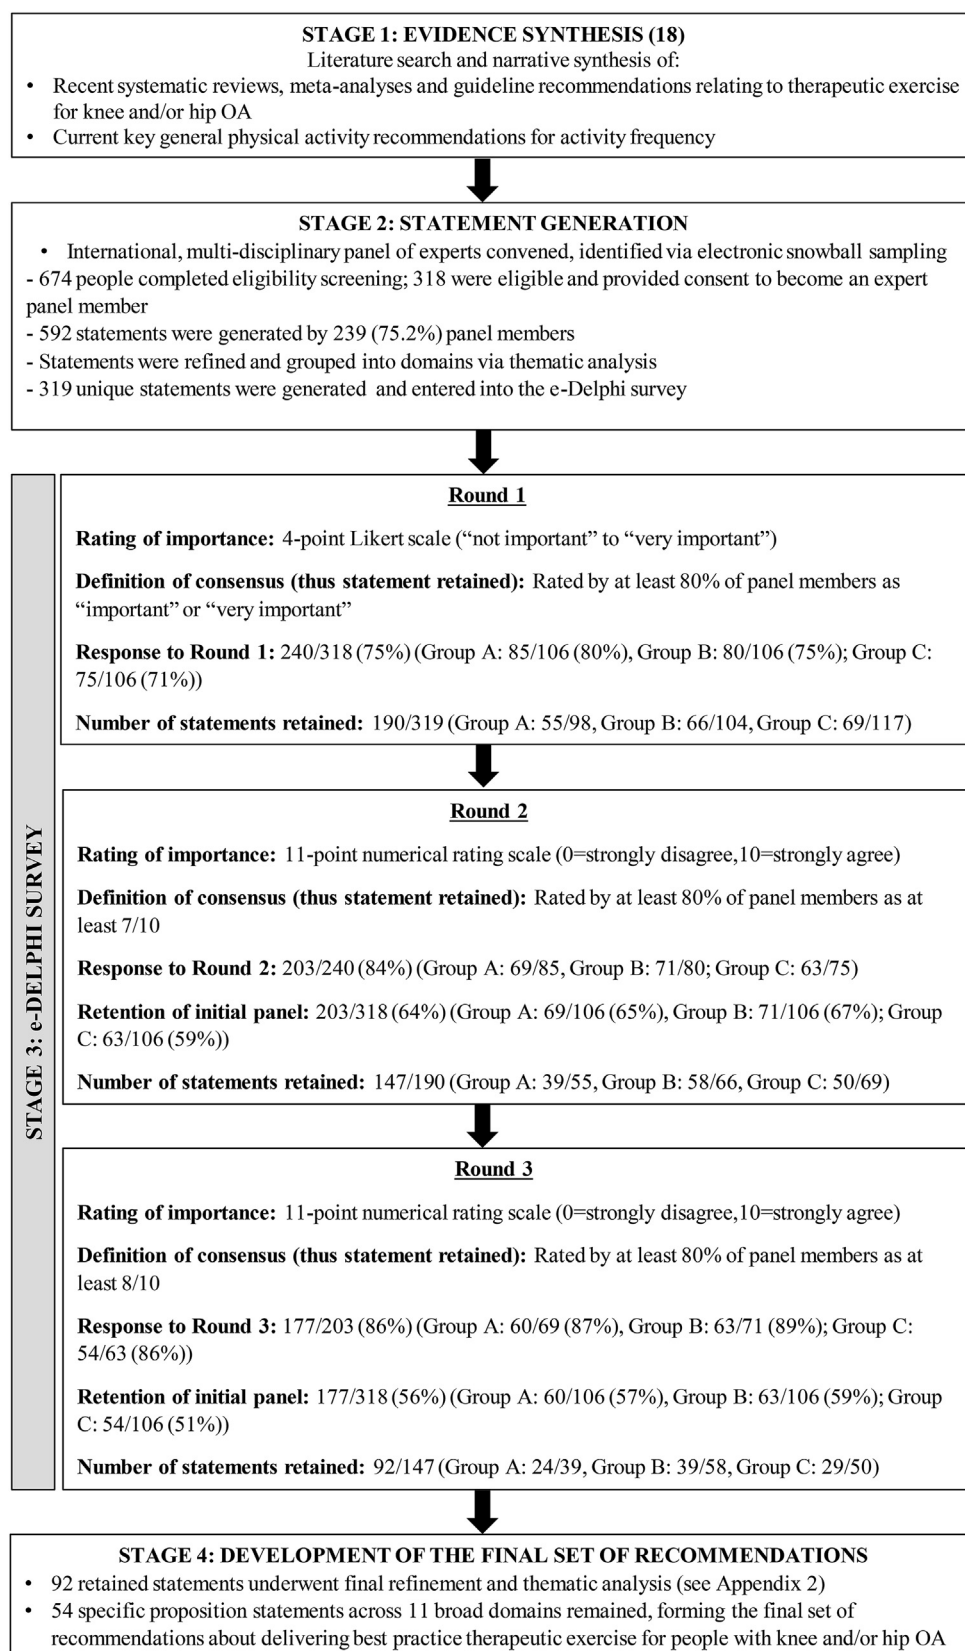 STAGE 1: EVIDENCE SYNTHESIS (18)
Literature search and narrative synthesis of:
• Recent systematic reviews, meta-analyses and guideline recommendations relating to therapeutic exercise
for knee and/or hip OA
• Current key general physical activity recommendations for activity frequency
STAGE 2: STATEMENT GENERATION
• International, multi-disciplinary panel of experts convened, identified via electronic snowball sampling
- 674 people completed eligibility screening; 318 were eligible and provided consent to become an expert
panel member
- 592 statements were generated by 239 (75.2%) panel members
- Statements were refined and grouped into domains via thematic analysis
- 319 unique statements were generated and entered into the e-Delphi survey
STAGE 3: e-DELPHI SURVEY
Round 1
Rating of importance: 4-point Likert scale (“not important” to “very important”)
Definition of consensus (thus statement retained): Rated by at least 80% of panel members as
“important” or “very important”
Response to Round 1: 240/318 (75%) (Group A: 85/106 (80%), Group B: 80/106 (75%); Group C:
75/106 (71%))
Number of statements retained: 190/319 (Group A: 55/98, Group B: 66/104, Group C: 69/117)
Round 2
Rating of importance: 11-point numerical rating scale (0=strongly disagree,10=strongly agree)
Definition of consensus (thus statement retained): Rated by at least 80% of panel members as at
least 7/10
Response to Round 2: 203/240 (84%) (Group A: 69/85, Group B: 71/80; Group C: 63/75)
Retention of initial panel: 203/318 (64%) (Group A: 69/106 (65%), Group B: 71/106 (67%); Group
C: 63/106 (59%))
Number of statements retained: 147/190 (Group A: 39/55, Group B: 58/66, Group C: 50/69)
Round 3
Rating of importance: 11-point numerical rating scale (0=strongly disagree,10=strongly agree)
Definition of consensus (thus statement retained): Rated by at least 80% of panel members as at
least 8/10
Response to Round 3: 177/203 (86%) (Group A: 60/69 (87%), Group B: 63/71 (89%); Group C:
54/63 (86%))
Retention of initial panel: 177/318 (56%) (Group A: 60/106 (57%), Group B: 63/106 (59%); Group
C: 54/106 (51%))
Number of statements retained: 92/147 (Group A: 24/39, Group B: 39/58, Group C: 29/50)
STAGE 4: DEVELOPMENT OF THE FINAL SET OF RECOMMENDATIONS
• 92 retained statements underwent final refinement and thematic analysis (see Appendix 2)
• 54 specific proposition statements across 11 broad domains remained, forming the final set of
recommendations about delivering best practice therapeutic exercise for people with knee and/or hip OA